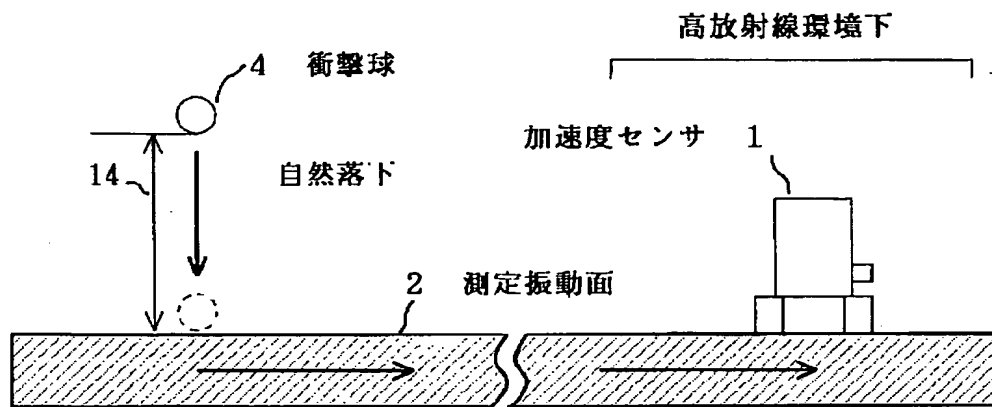 高放射線環境下
4 衝撃球
加速度センサ 1
14
自然落下
2 測定振動面